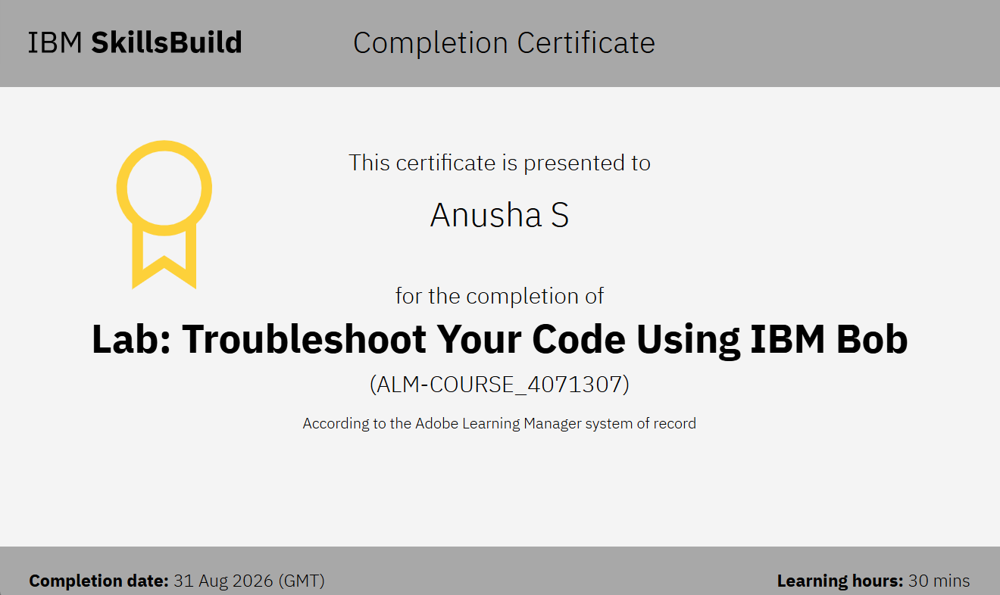 IBM SkillsBuild
Completion Certificate
This certificate is presented to
Anusha S
for the completion of
Lab: Troubleshoot Your Code Using IBM Bob
(ALM-COURSE_4071307)
According to the Adobe Learning Manager system of record
Completion date: 31 Aug 2026 (GMT)
Learning hours: 30 mins